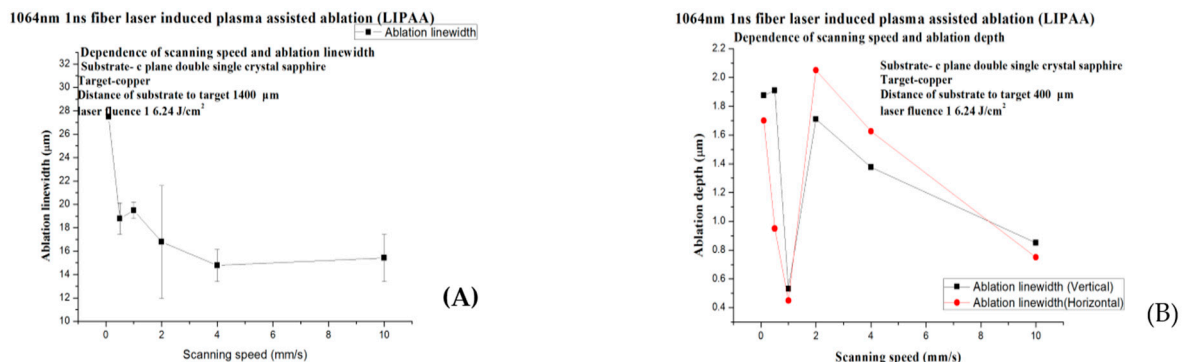 1064nm 1ns fiber laser induced plasma assisted ablation (LIPAA)
Ablation linewidth
Dependence of scanning speed and ablation linewidth
Substrate- c plane double single crystal sapphire
Target-copper
Distance of substrate to target 1400 μm
laser fluence 1 6.24 J/cm²
Ablation linewidth (μm)
32
30
28
26
24
22
20
18
16
14
12
10
0
2
4
6
8
10
Scanning speed (mm/s)
(A)
1064nm 1ns fiber laser induced plasma assisted ablation (LIPAA)
Dependence of scanning speed and ablation depth
Substrate- c plane double single crystal sapphire
Target-copper
Distance of substrate to target 400 μm
laser fluence 1 6.24 J/cm²
Ablation depth (μm)
2.2
2.0
1.8
1.6
1.4
1.2
1.0
0.8
0.6
0.4
Ablation linewidth (Vertical)
Ablation linewidth(Horizontal)
0
2
4
6
8
10
Scanning speed (mm/s)
(B)